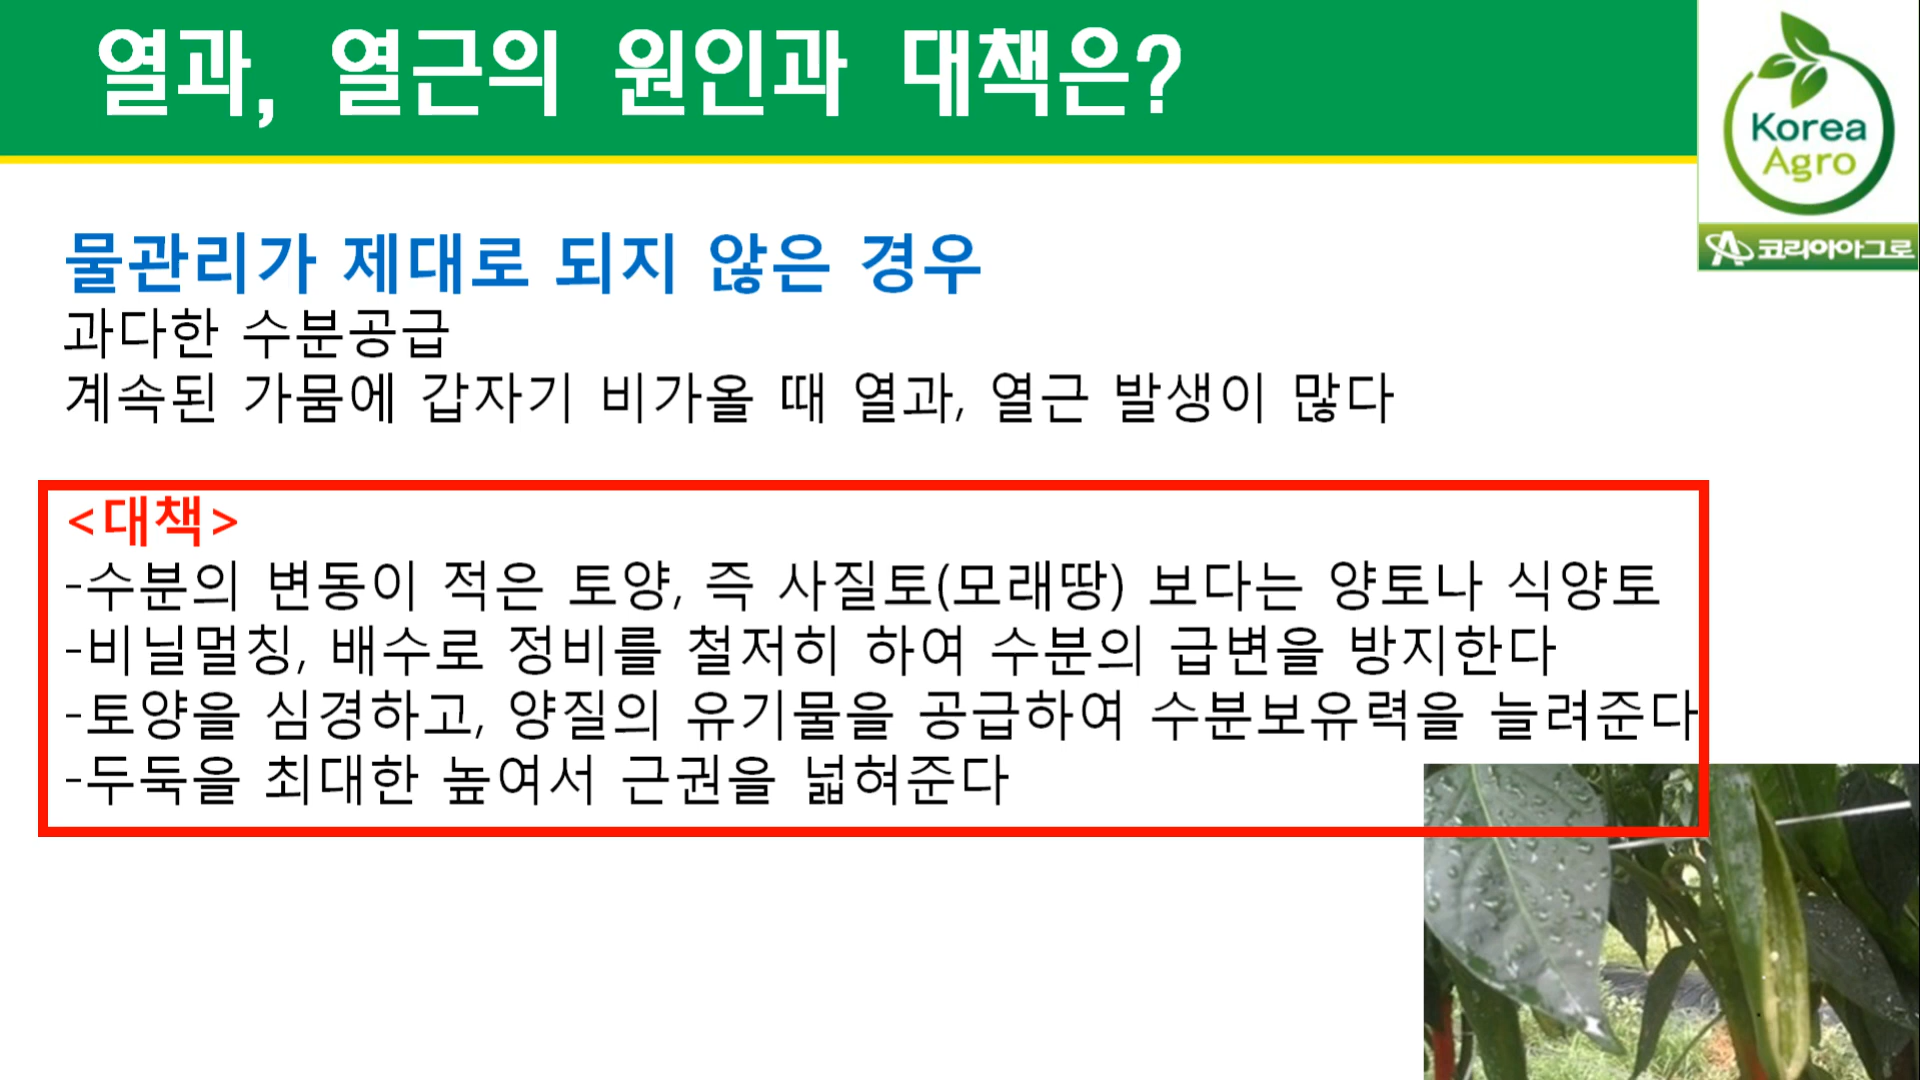 열과, 열근의 원인과 대책은?
Korea
Agro
코리아아그로
물관리가 제대로 되지 않은 경우
과다한 수분공급
계속된 가뭄에 갑자기 비가올 때 열과, 열근 발생이 많다
<대책>
-수분의 변동이 적은 토양, 즉 사질토(모래땅) 보다는 양토나 식양토
-비닐멀칭, 배수로 정비를 철저히 하여 수분의 급변을 방지한다
-토양을 심경하고, 양질의 유기물을 공급하여 수분보유력을 늘려준다
-두둑을 최대한 높여서 근권을 넓혀준다